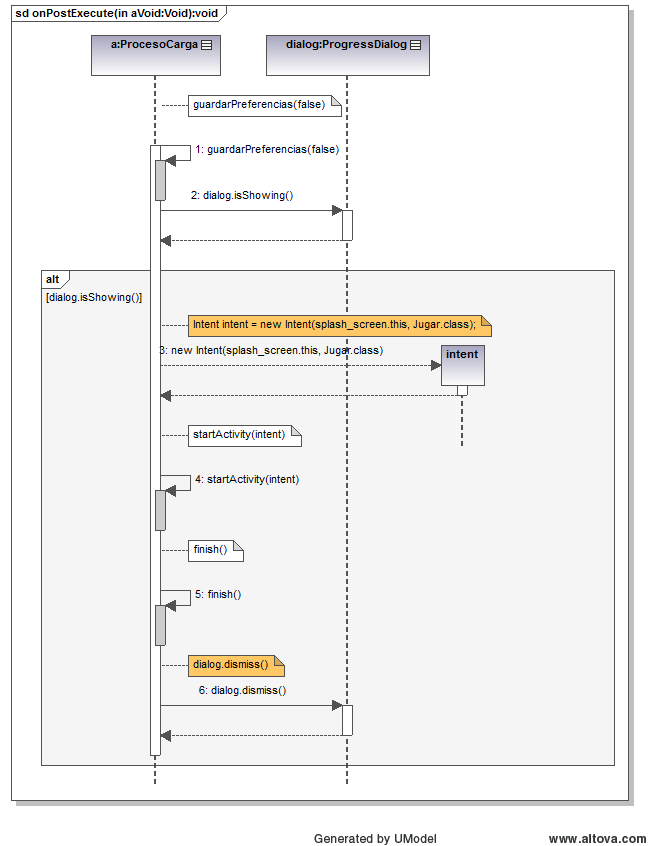 sd onPostExecute(in aVoid:Void):void
a:ProcesoCarga
dialog:ProgressDialog
guardarPreferencias(false)
1: guardarPreferencias(false)
2: dialog.isShowing()
alt
[dialog.isShowing()]
Intent intent = new Intent(splash_screen.this, Jugar.class);
3: new Intent(splash_screen.this, Jugar.class)
intent
startActivity(intent)
4: startActivity(intent)
finish()
5: finish()
dialog.dismiss()
6: dialog.dismiss()
Generated by UModel
www.altova.com